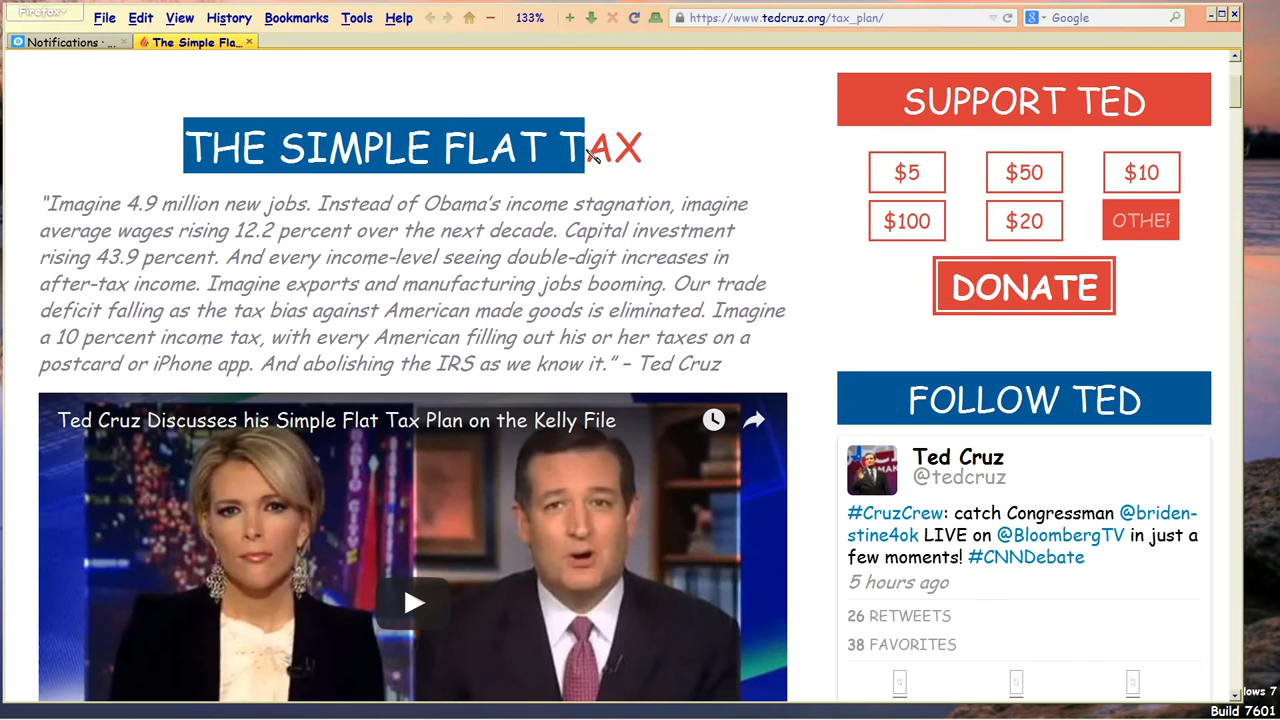 Firefox
File Edit View History Bookmarks Tools Help
133%
https://www.tedcruz.org/tax_plan/
Google
Notifications · ...
The Simple Fla...
THE SIMPLE FLAT TAX
"Imagine 4.9 million new jobs. Instead of Obama's income stagnation, imagine
average wages rising 12.2 percent over the next decade. Capital investment
rising 43.9 percent. And every income-level seeing double-digit increases in
after-tax income. Imagine exports and manufacturing jobs booming. Our trade
deficit falling as the tax bias against American made goods is eliminated. Imagine
a 10 percent income tax, with every American filling out his or her taxes on a
postcard or iPhone app. And abolishing the IRS as we know it." – Ted Cruz
Ted Cruz Discusses his Simple Flat Tax Plan on the Kelly File
SUPPORT TED
$5 $50 $10
$100 $20 OTHER
DONATE
FOLLOW TED
Ted Cruz
@tedcruz
#CruzCrew: catch Congressman @briden-
stine4ok LIVE on @BloombergTV in just a
few moments! #CNNDebate
5 hours ago
26 RETWEETS
38 FAVORITES
lows 7
Build 7601